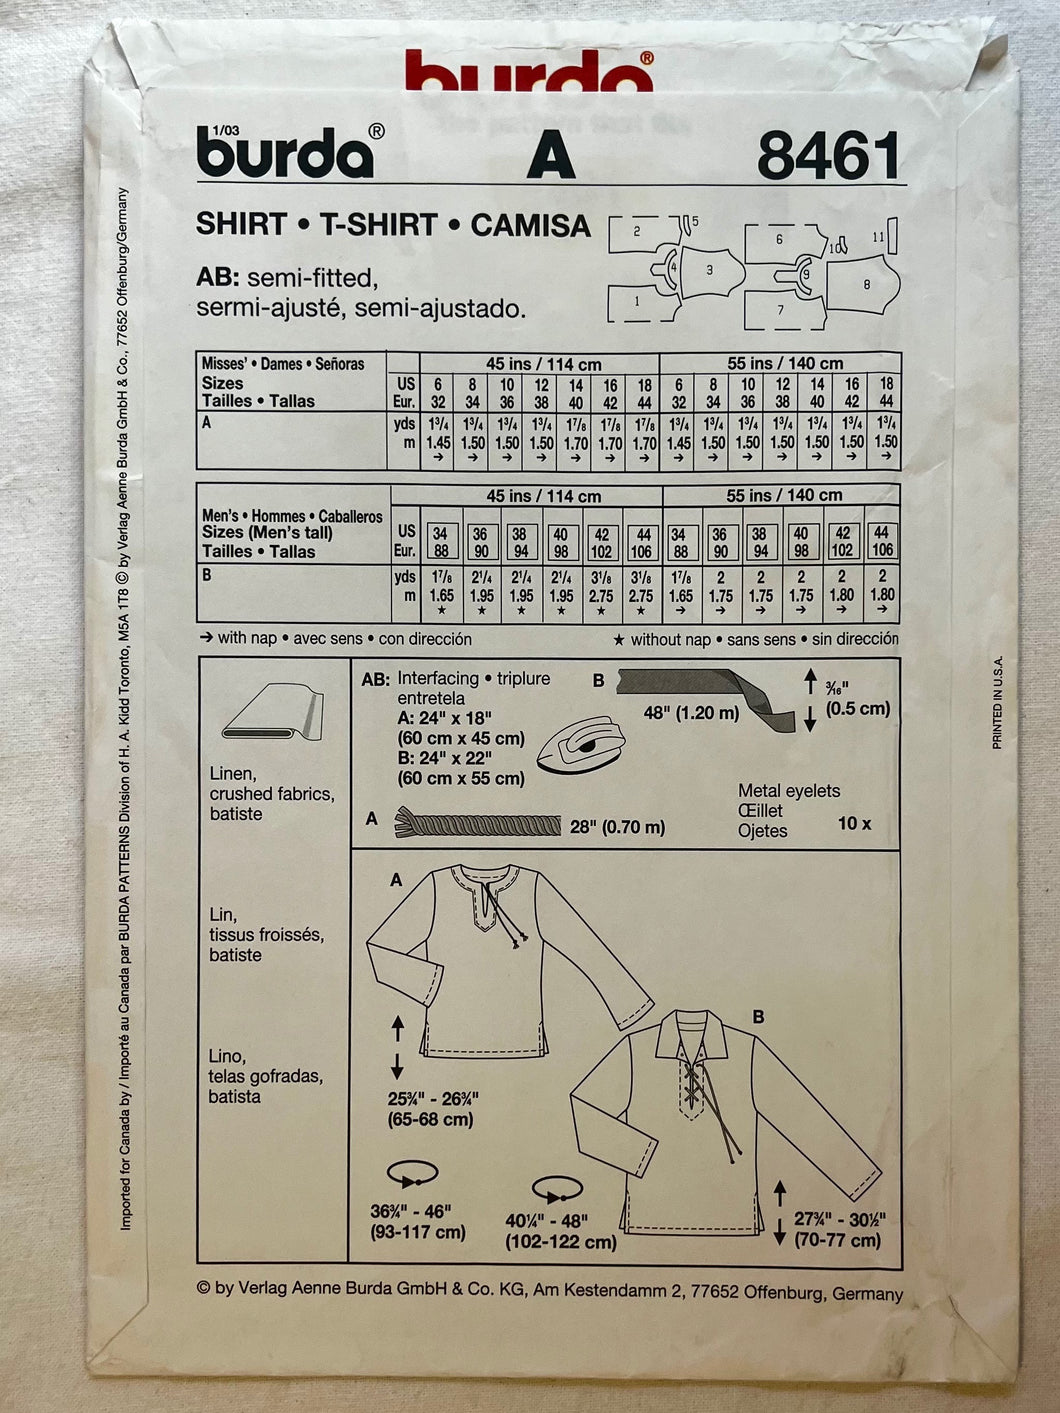 burda®
1/03
burda® A 8461
SHIRT • T-SHIRT • CAMISA
AB: semi-fitted,
sermi-ajusté, semi-ajustado.
2 5 3 4 1
6 10 11 9 8 7
Misses' • Dames • Señoras 45 ins / 114 cm 55 ins / 140 cm
Sizes US 6 8 10 12 14 16 18 6 8 10 12 14 16 18
Tailles • Tallas Eur. 32 34 36 38 40 42 44 32 34 36 38 40 42 44
A yds 1¾ 1¾ 1¾ 1¾ 1⅞ 1⅞ 1⅞ 1¾ 1¾ 1¾ 1¾ 1¾ 1¾ 1¾
m 1.45 1.50 1.50 1.50 1.70 1.70 1.70 1.45 1.50 1.50 1.50 1.50 1.50 1.50
→ → → → → → → → → → → → → →
45 ins / 114 cm 55 ins / 140 cm
Men's • Hommes • Caballeros
Sizes (Men's tall) US 34 36 38 40 42 44 34 36 38 40 42 44
Tailles • Tallas Eur. 88 90 94 98 102 106 88 90 94 98 102 106
B yds 1⅞ 2¼ 2¼ 2¼ 3⅛ 3⅛ 1⅞ 2 2 2 2 2
m 1.65 1.95 1.95 1.95 2.75 2.75 1.65 1.75 1.75 1.75 1.80 1.80
★ ★ ★ ★ ★ ★ → → → → → →
→ with nap • avec sens • con dirección ★ without nap • sans sens • sin dirección
Linen,
crushed fabrics,
batiste
Lin,
tissus froissés,
batiste
Lino,
telas gofradas,
batista
AB: Interfacing • triplure
entretela
A: 24" x 18"
(60 cm x 45 cm)
B: 24" x 22"
(60 cm x 55 cm)
B
48" (1.20 m)
3/16"
(0.5 cm)
A 28" (0.70 m)
Metal eyelets
Œillet
Ojetes 10 x
A
25¾" - 26¾"
(65-68 cm)
36¾" - 46"
(93-117 cm)
B
40¼" - 48"
(102-122 cm)
27¾" - 30½"
(70-77 cm)
© by Verlag Aenne Burda GmbH & Co. KG, Am Kestendamm 2, 77652 Offenburg, Germany
Imported for Canada by / Importé au Canada par BURDA PATTERNS Division of H. A. Kidd Toronto, M5A 1T8 © by Verlag Aenne Burda GmbH & Co., 77652 Offenburg/Germany
PRINTED IN U.S.A.